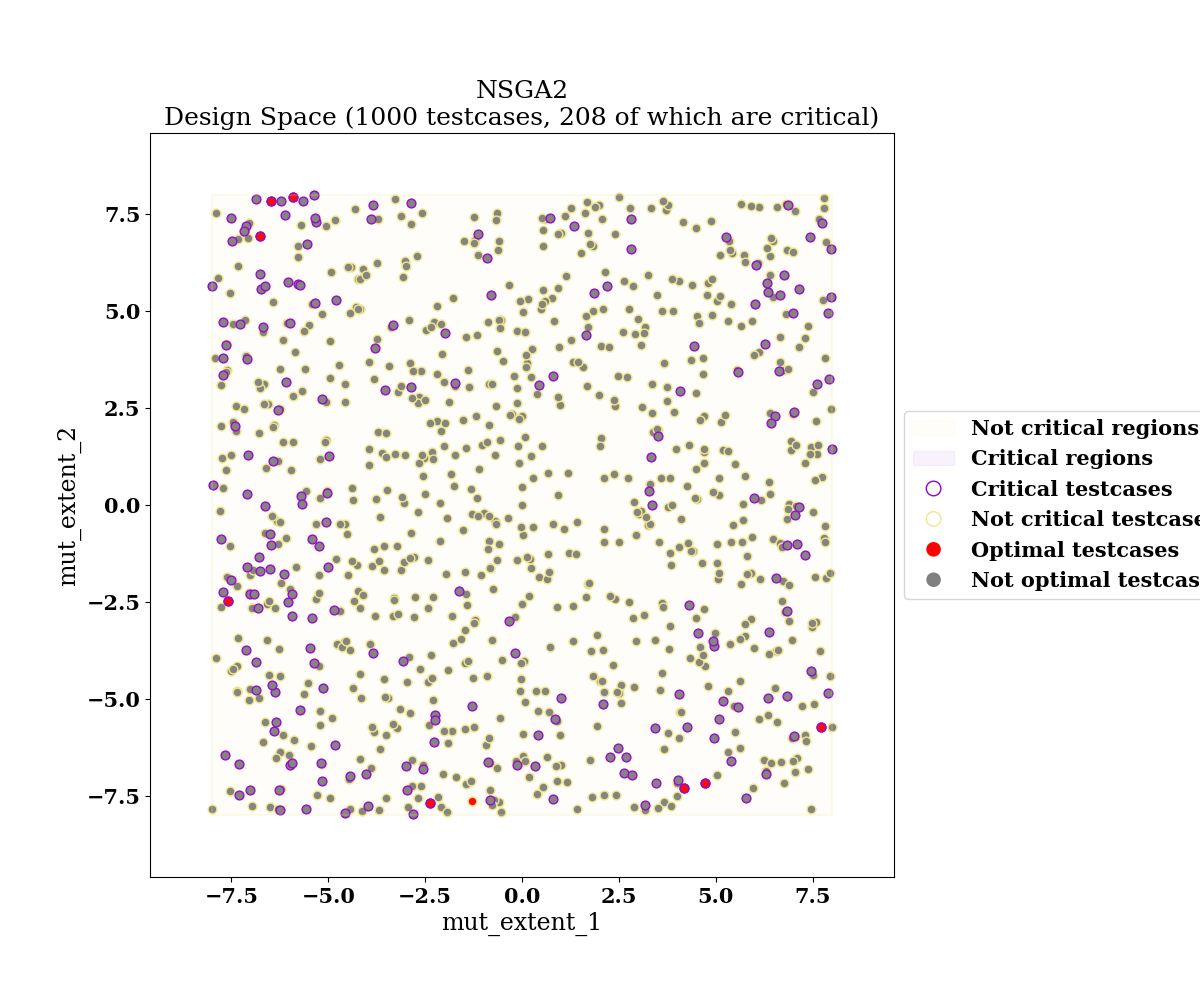 NSGA2
Design Space (1000 testcases, 208 of which are critical)
7.5
5.0
2.5
0.0
−2.5
−5.0
−7.5
mut_extent_2
−7.5 −5.0 −2.5 0.0 2.5 5.0 7.5
mut_extent_1
Not critical regions
Critical regions
Critical testcases
Not critical testcase
Optimal testcases
Not optimal testcas